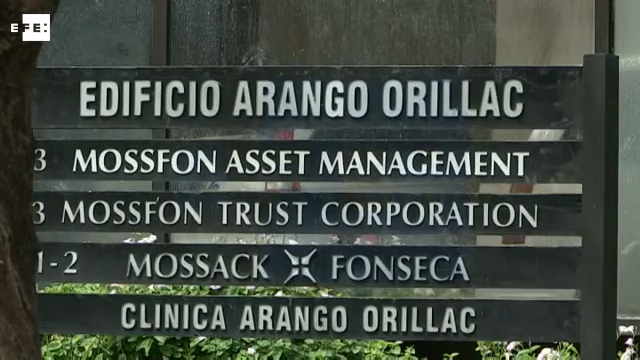 EFE:
EDIFICIO ARANGO ORILLAC
3 MOSSFON ASSET MANAGEMENT
3 MOSSFON TRUST CORPORATION
1-2 MOSSACK FONSECA
CLINICA ARANGO ORILLAC